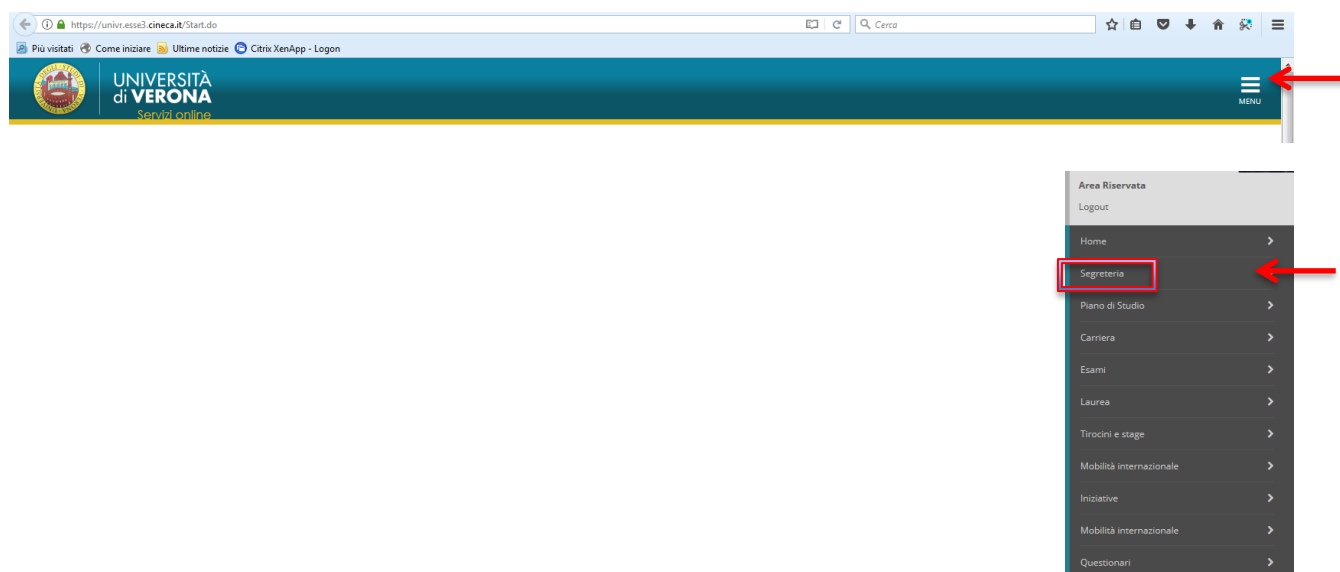 https://univr.esse3.cineca.it/Start.do
Cerca
Più visitati Come iniziare Ultime notizie Citrix XenApp - Logon
UNIVERSITÀ
di VERONA
Servizi online
MENU
Area Riservata
Logout
Home
Segreteria
Piano di Studio
Carriera
Esami
Laurea
Tirocini e stage
Mobilità internazionale
Iniziative
Mobilità internazionale
Questionari